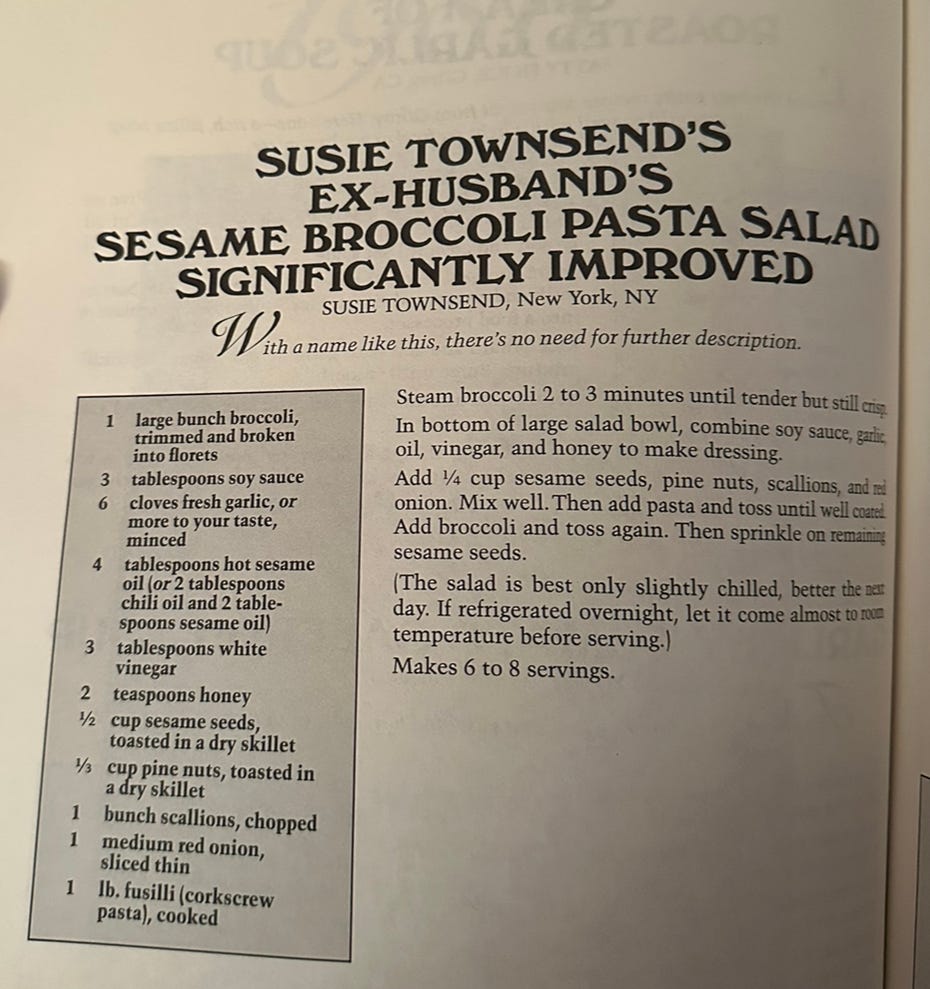 SUSIE TOWNSEND'S
EX-HUSBAND'S
SESAME BROCCOLI PASTA SALAD
SIGNIFICANTLY IMPROVED
SUSIE TOWNSEND, New York, NY
With a name like this, there's no need for further description.
1 large bunch broccoli,
trimmed and broken
into florets
3 tablespoons soy sauce
6 cloves fresh garlic, or
more to your taste,
minced
4 tablespoons hot sesame
oil (or 2 tablespoons
chili oil and 2 table-
spoons sesame oil)
3 tablespoons white
vinegar
2 teaspoons honey
½ cup sesame seeds,
toasted in a dry skillet
⅓ cup pine nuts, toasted in
a dry skillet
1 bunch scallions, chopped
1 medium red onion,
sliced thin
1 lb. fusilli (corkscrew
pasta), cooked
Steam broccoli 2 to 3 minutes until tender but still crisp.
In bottom of large salad bowl, combine soy sauce, garlic,
oil, vinegar, and honey to make dressing.
Add ¼ cup sesame seeds, pine nuts, scallions, and red
onion. Mix well. Then add pasta and toss until well coated.
Add broccoli and toss again. Then sprinkle on remaining
sesame seeds.
(The salad is best only slightly chilled, better the next
day. If refrigerated overnight, let it come almost to room
temperature before serving.)
Makes 6 to 8 servings.
ROASTED GARLIC SOUP